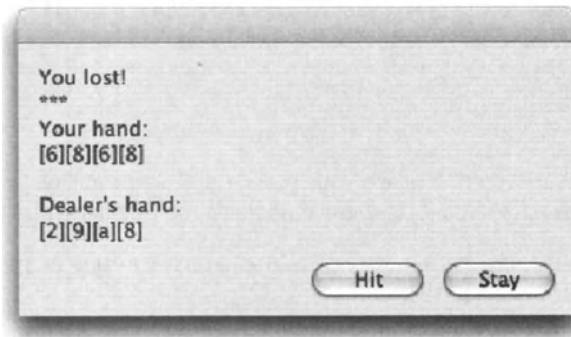 You lost!
***
Your hand:
[6][8][6][8]
Dealer's hand:
[2][9][a][8]
Hit Stay